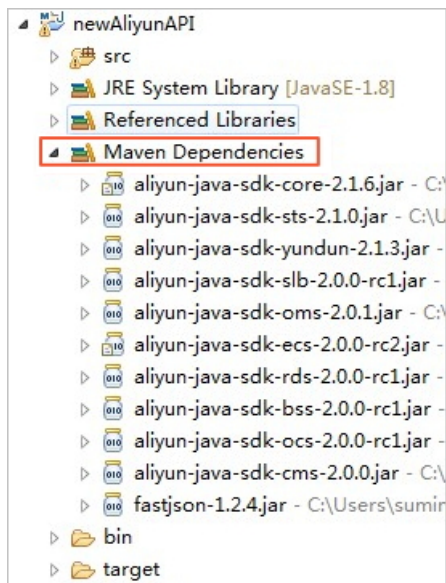 newAliyunAPI
src
JRE System Library [JavaSE-1.8]
Referenced Libraries
Maven Dependencies
aliyun-java-sdk-core-2.1.6.jar - C:\
aliyun-java-sdk-sts-2.1.0.jar - C:\U
aliyun-java-sdk-yundun-2.1.3.jar -
aliyun-java-sdk-slb-2.0.0-rc1.jar -
aliyun-java-sdk-oms-2.0.1.jar - C:\
aliyun-java-sdk-ecs-2.0.0-rc2.jar -
aliyun-java-sdk-rds-2.0.0-rc1.jar -
aliyun-java-sdk-bss-2.0.0-rc1.jar -
aliyun-java-sdk-ocs-2.0.0-rc1.jar -
aliyun-java-sdk-cms-2.0.0.jar - C:\
fastjson-1.2.4.jar - C:\Users\sumin
bin
target